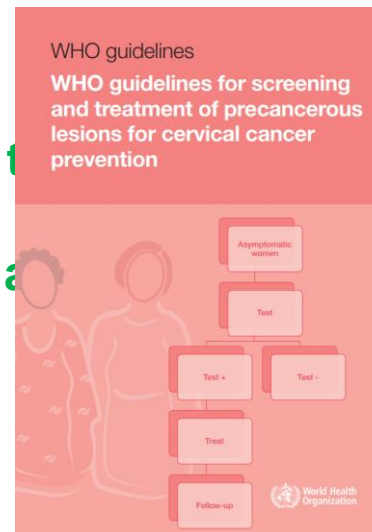 WHO guidelines
WHO guidelines for screening
and treatment of precancerous
lesions for cervical cancer
prevention
t
a
Asymptomatic
women
Test
Test +
Test -
Treat
Follow-up
World Health
Organization